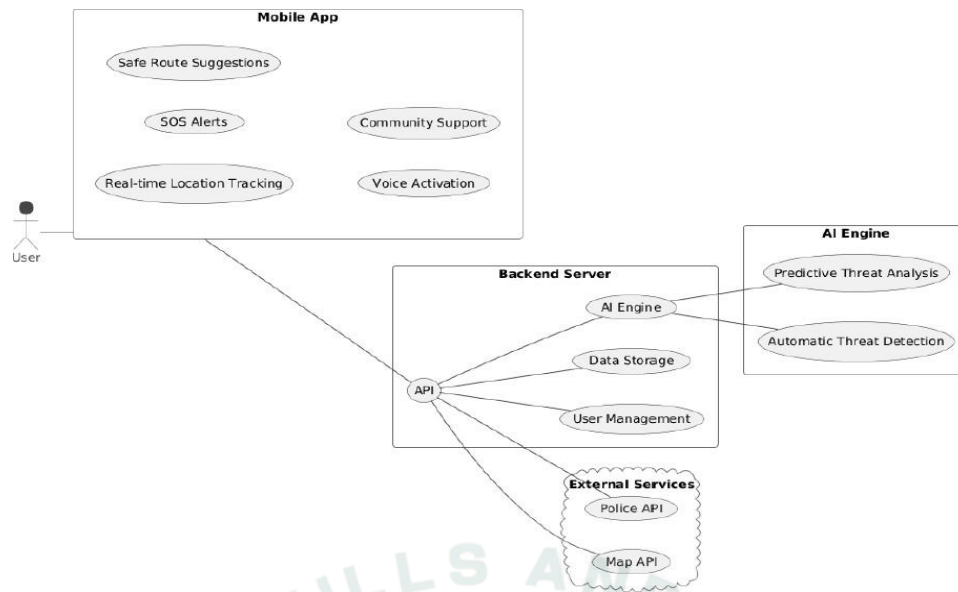 Mobile App
Safe Route Suggestions
SOS Alerts
Community Support
Real-time Location Tracking
Voice Activation
User
AI Engine
Predictive Threat Analysis
Automatic Threat Detection
Backend Server
AI Engine
Data Storage
API
User Management
External Services
Police API
Map API